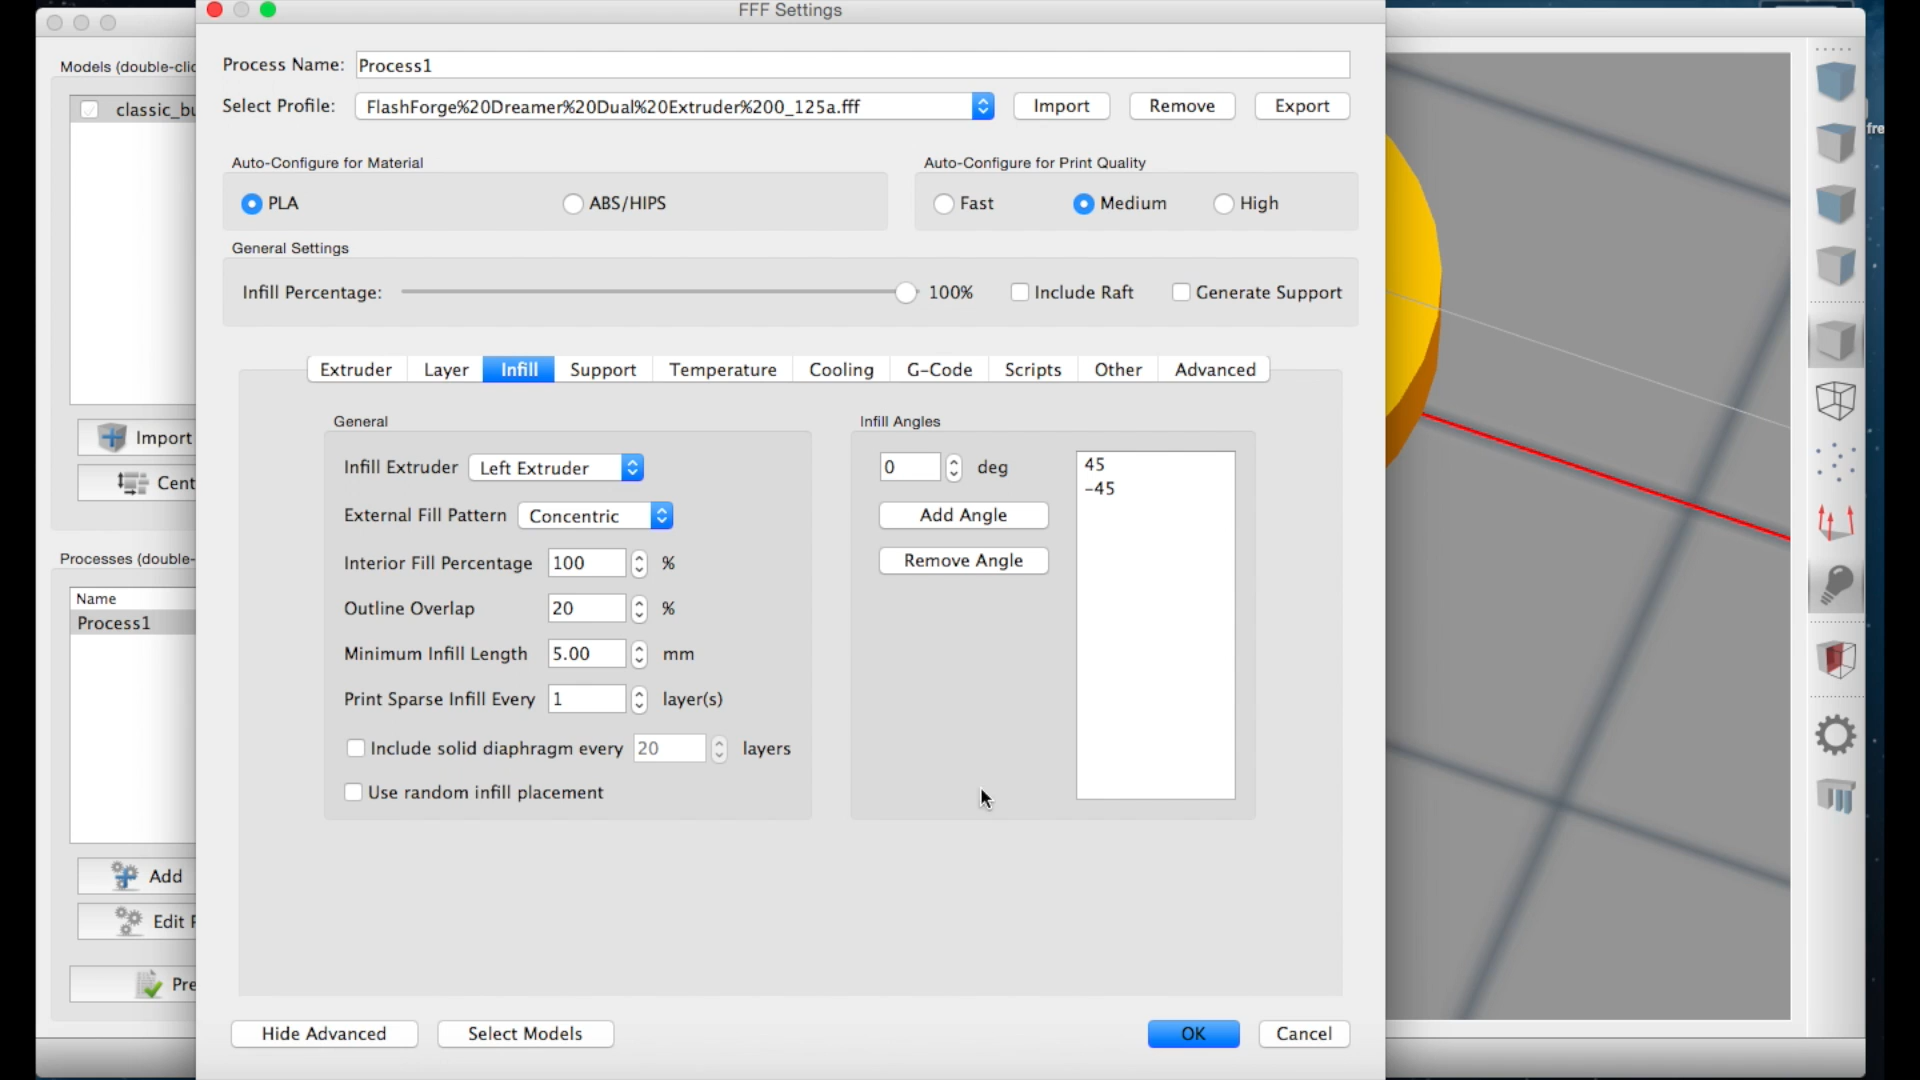 FFF Settings
Models (double-clic
classic_bu
Import
Cent
Processes (double-
Name
Process1
Add
Edit
Pre
Process Name: Process1
Select Profile: FlashForge%20Dreamer%20Dual%20Extruder%200_125a.fff Import Remove Export
Auto-Configure for Material
PLA ABS/HIPS
Auto-Configure for Print Quality
Fast Medium High
General Settings
Infill Percentage: 100% Include Raft Generate Support
Extruder Layer Infill Support Temperature Cooling G-Code Scripts Other Advanced
General
Infill Extruder Left Extruder
External Fill Pattern Concentric
Interior Fill Percentage 100 %
Outline Overlap 20 %
Minimum Infill Length 5.00 mm
Print Sparse Infill Every 1 layer(s)
Include solid diaphragm every 20 layers
Use random infill placement
Infill Angles
0 deg
Add Angle
Remove Angle
45
-45
Hide Advanced Select Models OK Cancel
fre